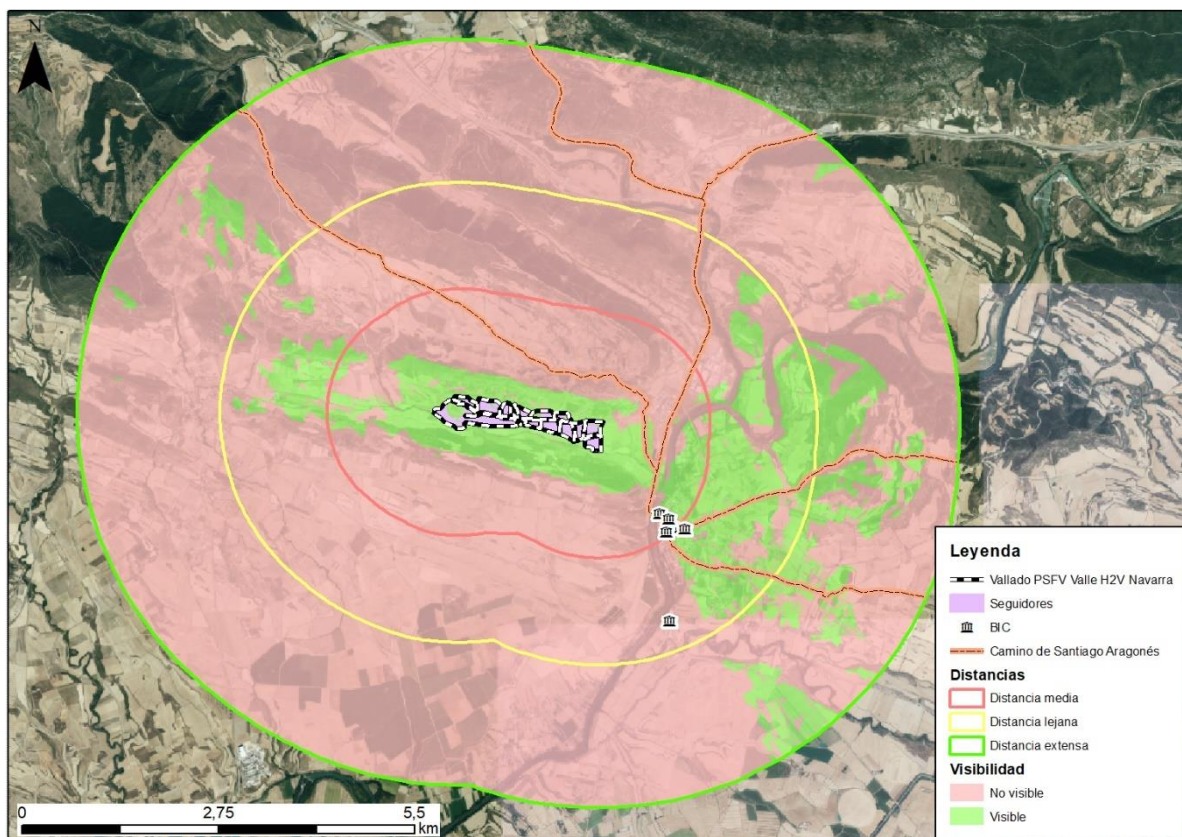 N
Leyenda
Vallado PSFV Valle H2V Navarra
Seguidores
BIC
Camino de Santiago Aragonés
Distancias
Distancia media
Distancia lejana
Distancia extensa
Visibilidad
No visible
Visible
0 2,75 5,5
km